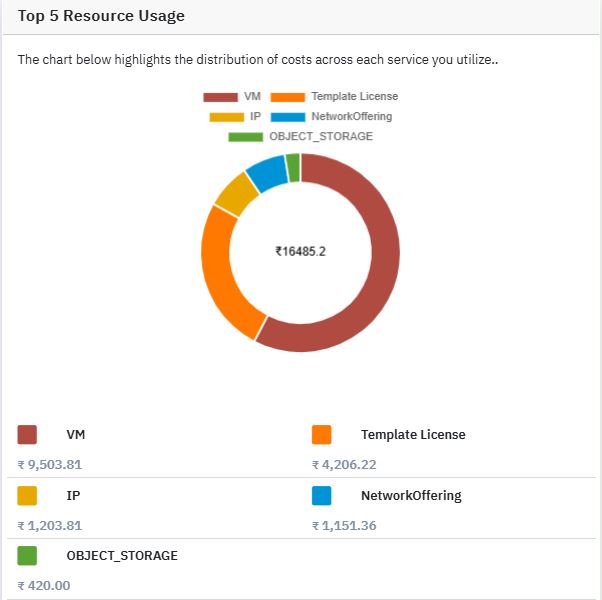 Top 5 Resource Usage
The chart below highlights the distribution of costs across each service you utilize..
VM Template License
IP NetworkOffering
OBJECT_STORAGE
₹16485.2
VM Template License
₹ 9,503.81 ₹ 4,206.22
IP NetworkOffering
₹ 1,203.81 ₹ 1,151.36
OBJECT_STORAGE
₹ 420.00